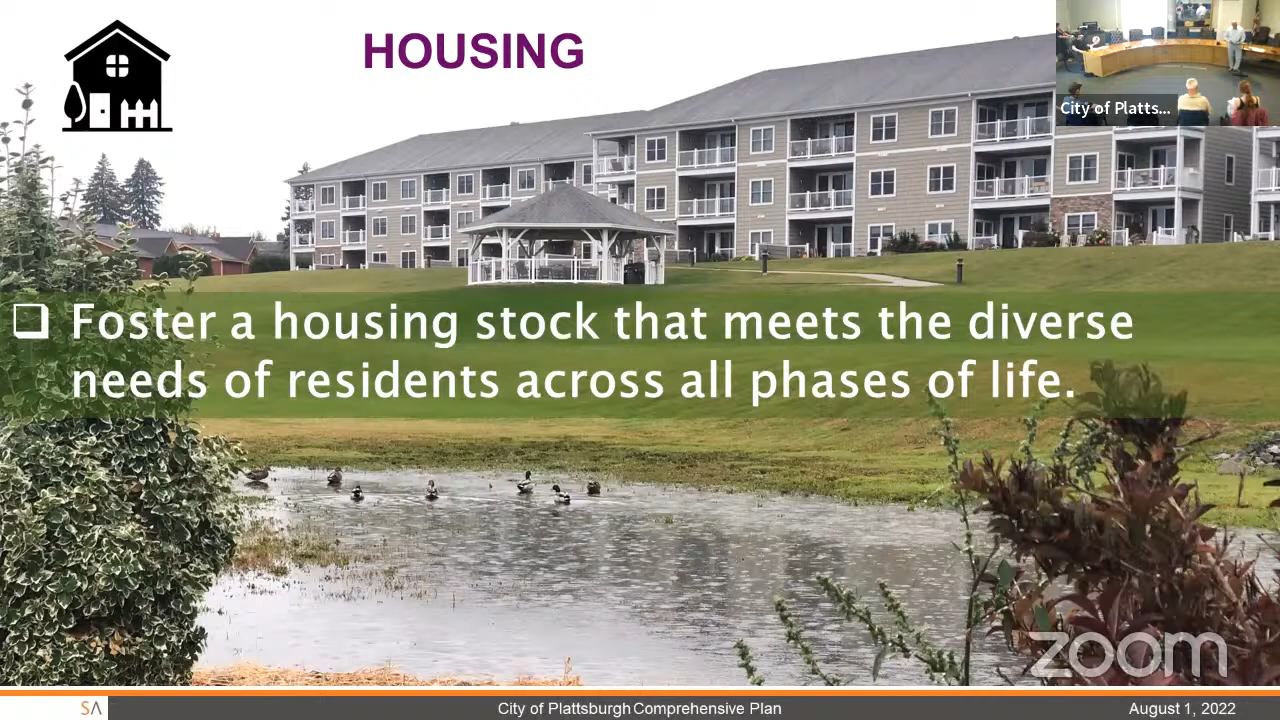 HOUSING
City of Platts...
❑ Foster a housing stock that meets the diverse
needs of residents across all phases of life.
zoom
SA
City of Plattsburgh Comprehensive Plan
August 1, 2022